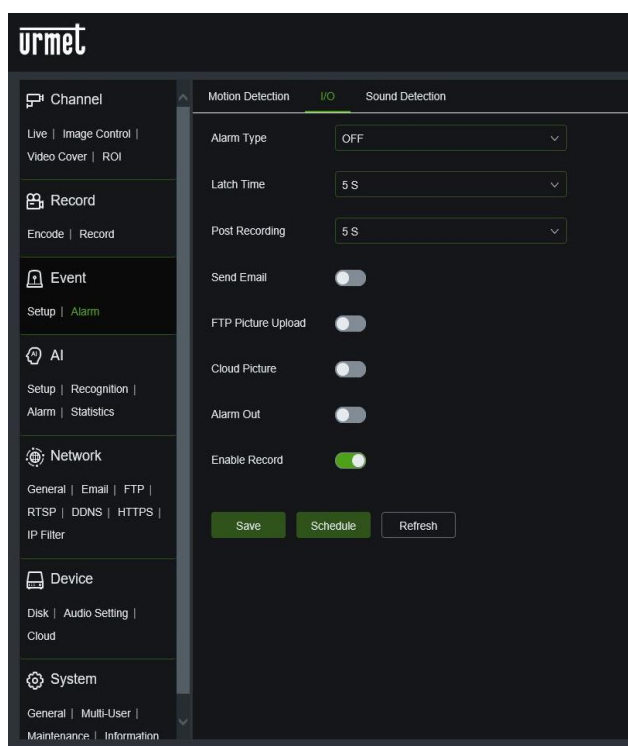 urmet
Channel
Live | Image Control |
Video Cover | ROI
Record
Encode | Record
Event
Setup | Alarm
AI
AI
Setup | Recognition |
Alarm | Statistics
Network
General | Email | FTP |
RTSP | DDNS | HTTPS |
IP Filter
Device
Disk | Audio Setting |
Cloud
System
General | Multi-User |
Maintenance | Information
Motion Detection I/O Sound Detection
Alarm Type OFF
Latch Time 5 S
Post Recording 5 S
Send Email
FTP Picture Upload
Cloud Picture
Alarm Out
Enable Record
Save Schedule Refresh